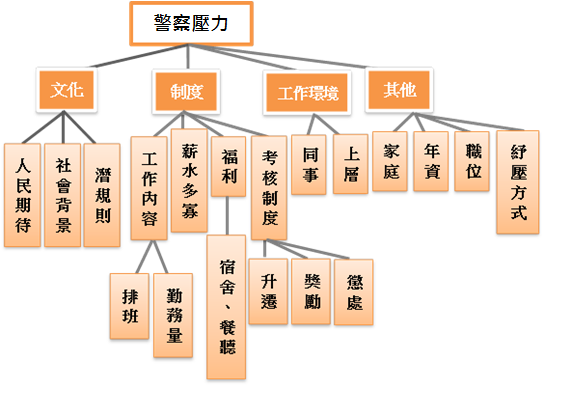 警察壓力
文化
制度
工作環境
其他
人民期待
社會背景
潛規則
工作內容
薪水多寡
福利
考核制度
同事
上層
家庭
年資
職位
紓壓方式
排班
勤務量
宿舍、餐聽
升遷
獎勵
懲處